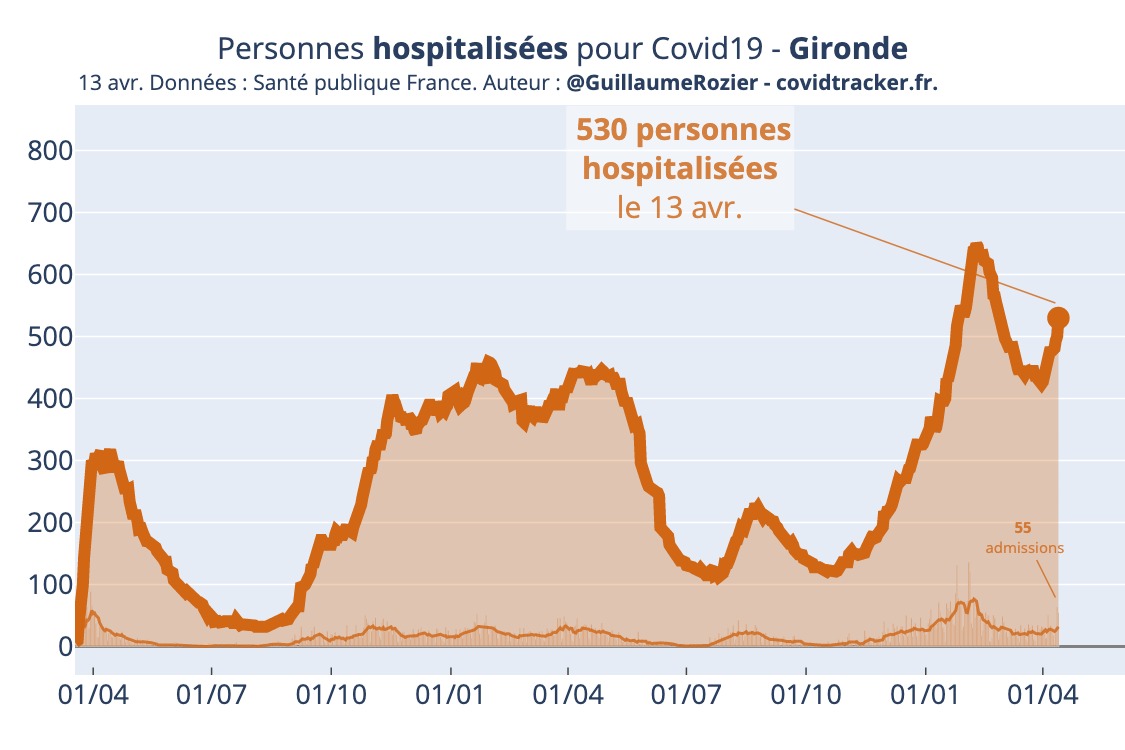 Personnes hospitalisées pour Covid19 - Gironde
13 avr. Données : Santé publique France. Auteur : @GuillaumeRozier - covidtracker.fr.
530 personnes
hospitalisées
le 13 avr.
800
700
600
500
400
300
200
100
0
55
admissions
01/04 01/07 01/10 01/01 01/04 01/07 01/10 01/01 01/04